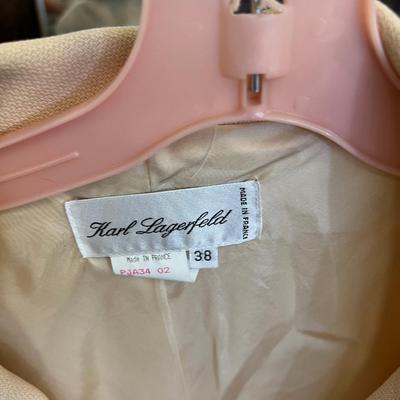 Karl Lagerfeld
MADE IN FRANCE
MADE IN FRANCE
38
PJA34 02